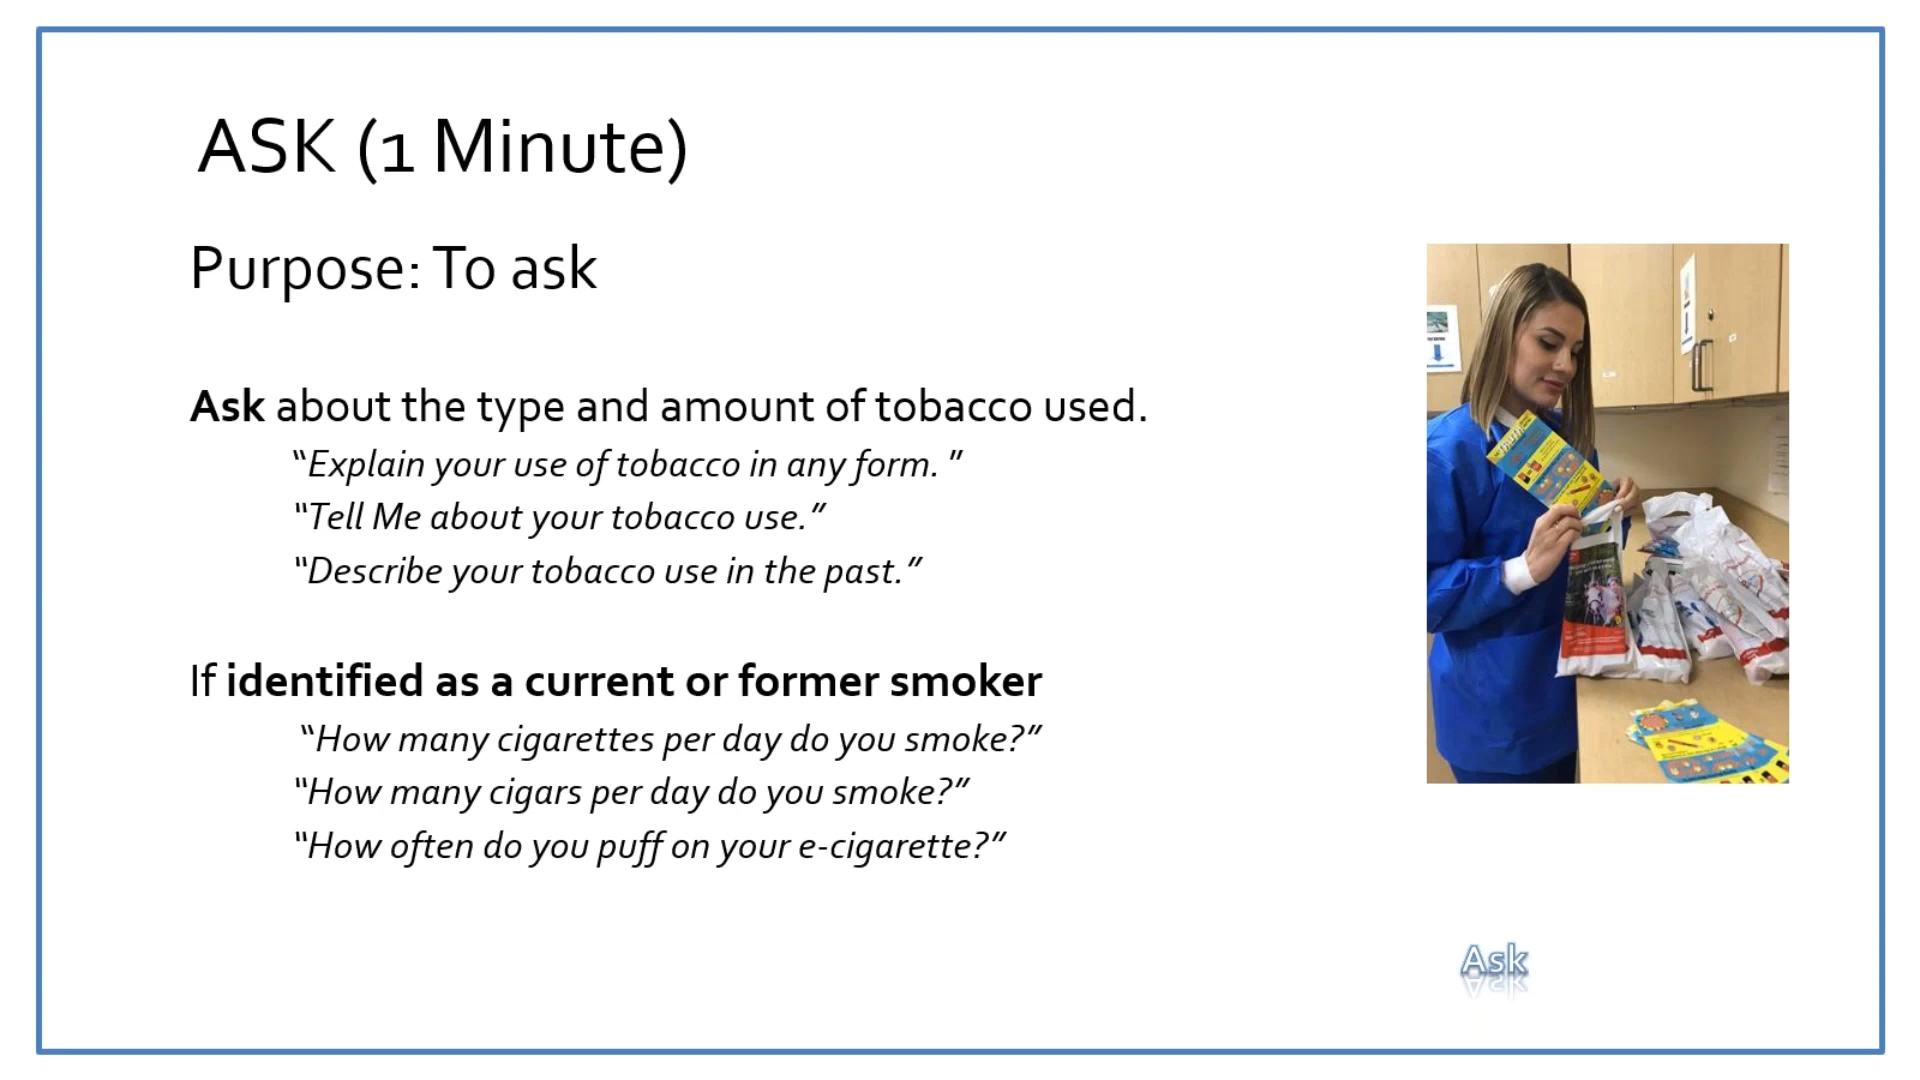 ASK (1 Minute)
Purpose: To ask
Ask about the type and amount of tobacco used.
“Explain your use of tobacco in any form. ”
“Tell Me about your tobacco use.”
“Describe your tobacco use in the past.”
If identified as a current or former smoker
“How many cigarettes per day do you smoke?”
“How many cigars per day do you smoke?”
“How often do you puff on your e-cigarette?”
Ask